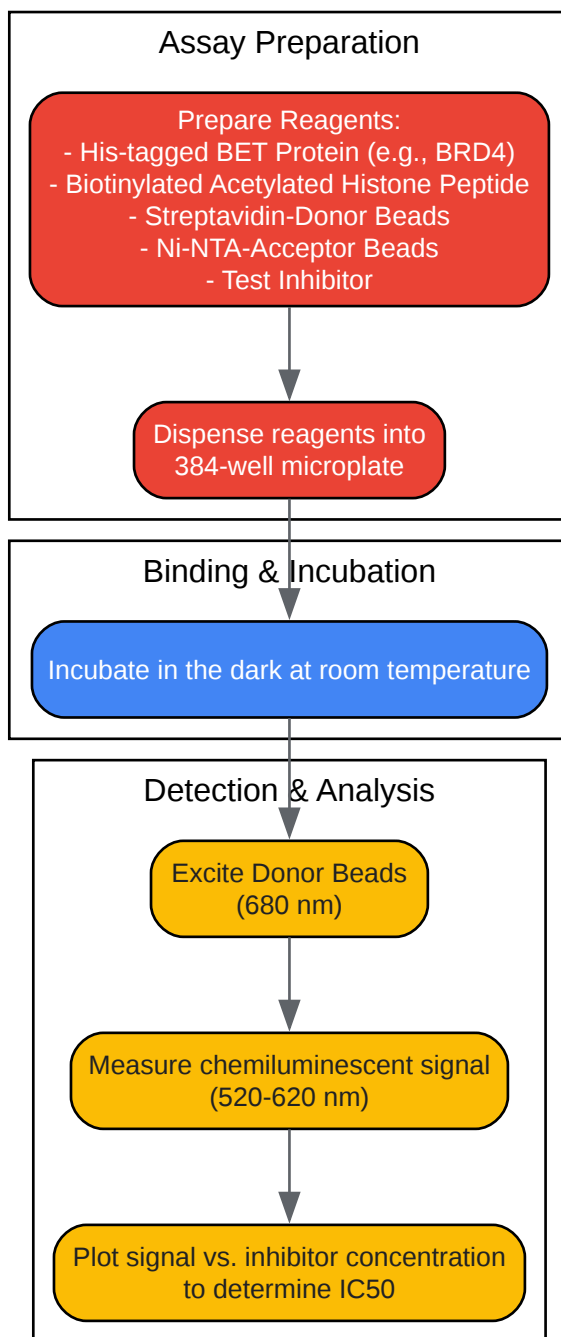 Assay Preparation
Prepare Reagents:
- His-tagged BET Protein (e.g., BRD4)
- Biotinylated Acetylated Histone Peptide
- Streptavidin-Donor Beads
- Ni-NTA-Acceptor Beads
- Test Inhibitor
Dispense reagents into
384-well microplate
Binding & Incubation
Incubate in the dark at room temperature
Detection & Analysis
Excite Donor Beads
(680 nm)
Measure chemiluminescent signal
(520-620 nm)
Plot signal vs. inhibitor concentration
to determine IC50